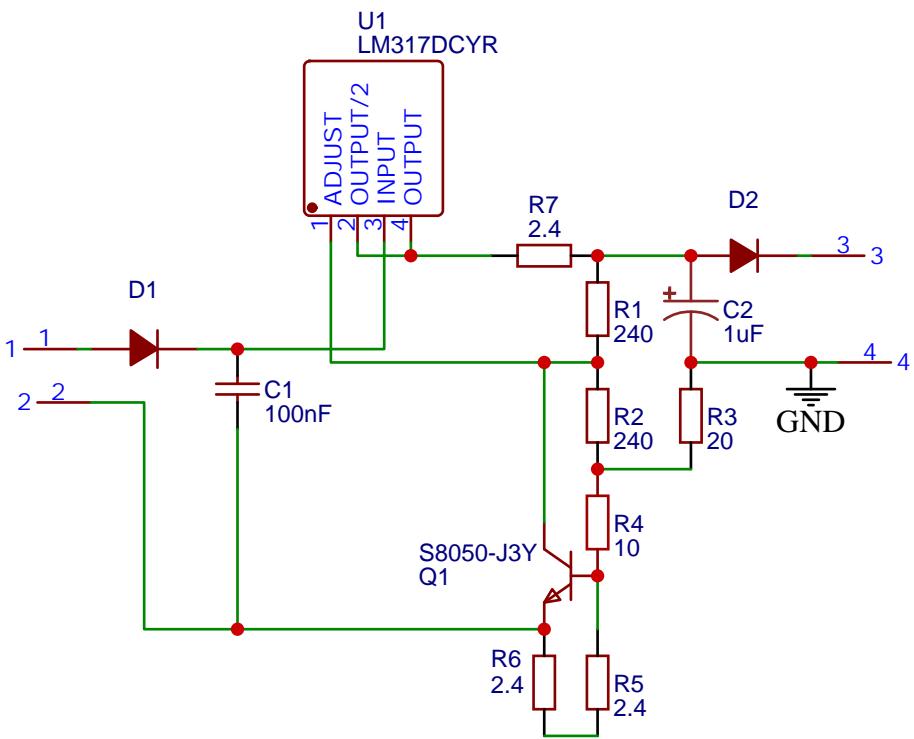 U1
LM317DCYR
ADJUST
OUTPUT/2
INPUT
OUTPUT
1
2
3
4
R7
2.4
D2
3
3
D1
R1
240
C2
1uF
1
1
4
4
2
2
C1
100nF
R2
240
R3
20
GND
R4
10
S8050-J3Y
Q1
R6
2.4
R5
2.4